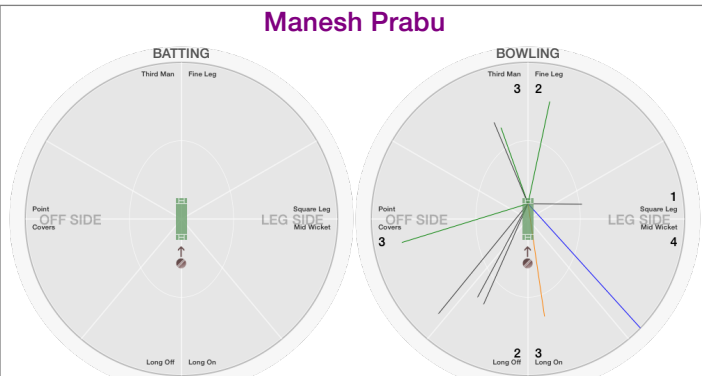 Manesh Prabu
BATTING
Third Man Fine Leg
Point
OFF SIDE
Covers
Square Leg
LEG SIDE
Mid Wicket
Long Off Long On
BOWLING
Third Man Fine Leg
3 2
Point
OFF SIDE
Covers
3
1
Square Leg
LEG SIDE
Mid Wicket
4
2 3
Long Off Long On